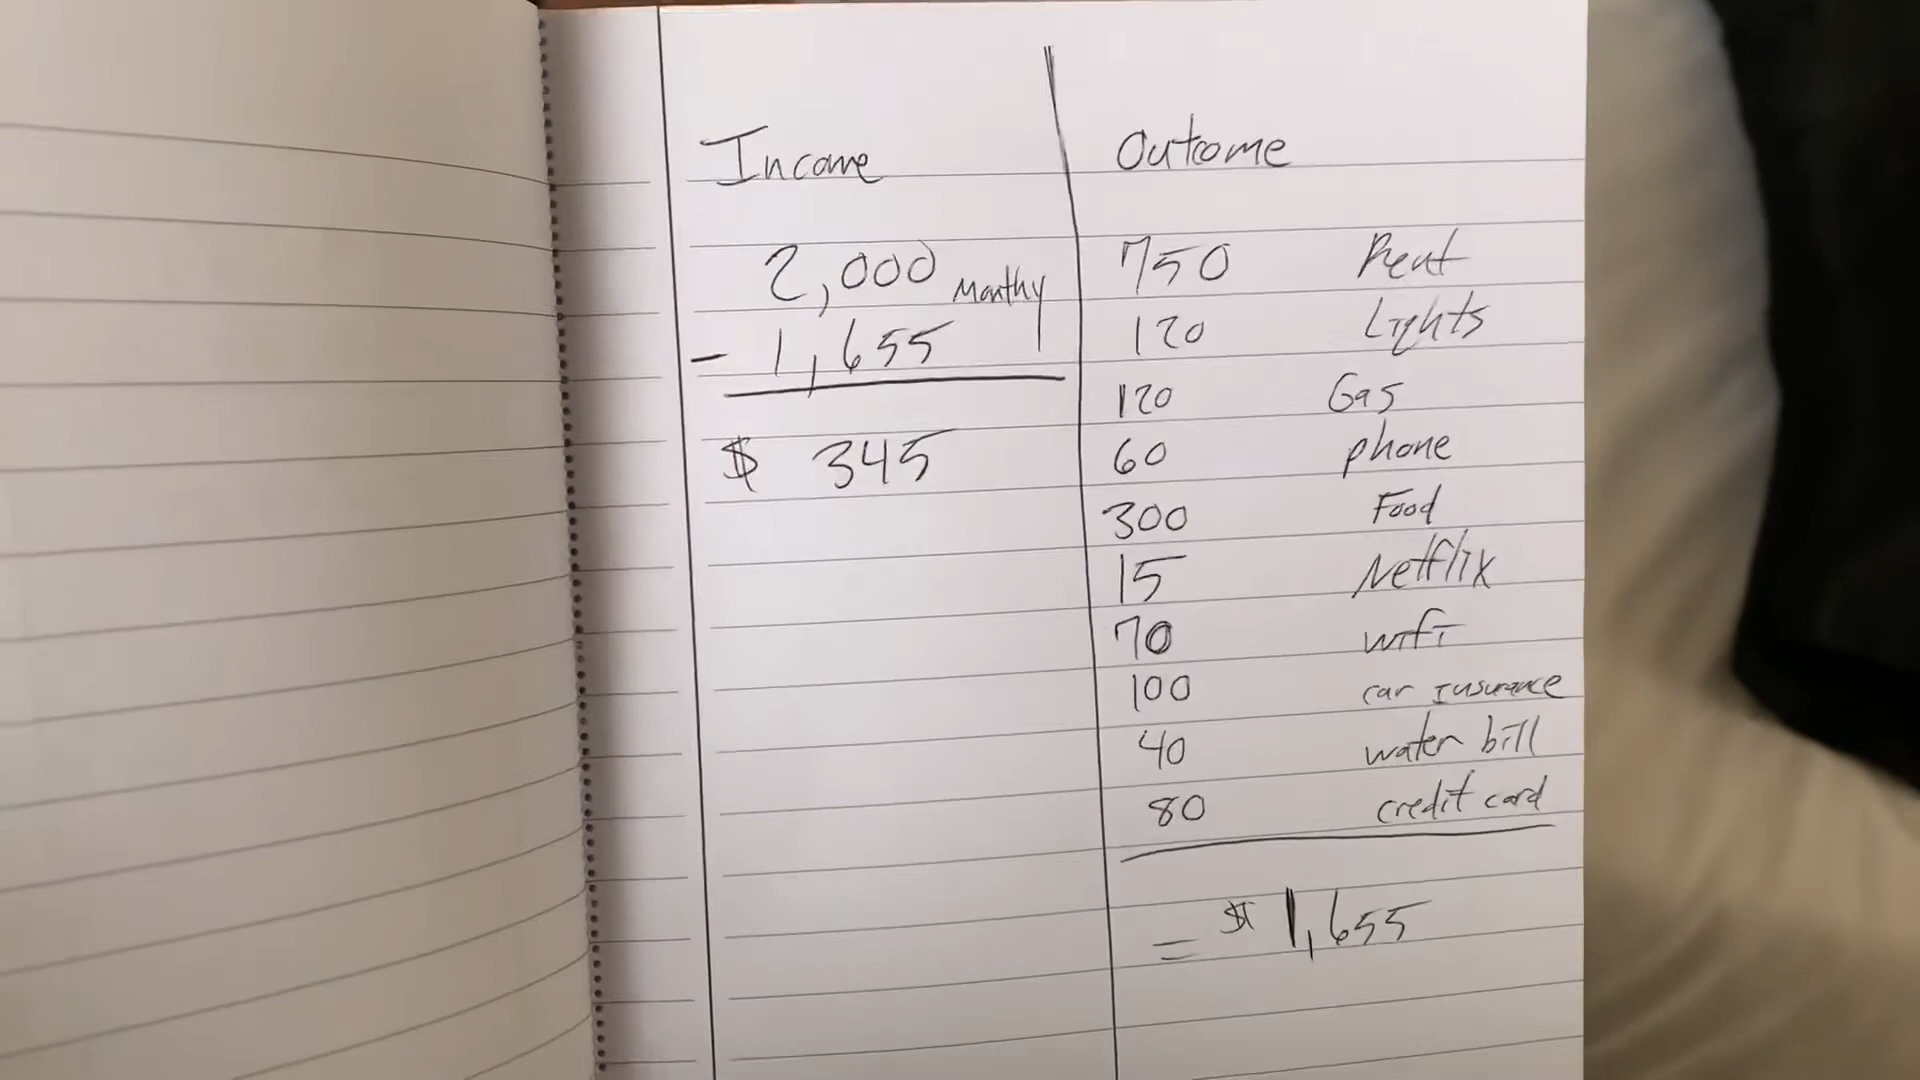 Income
2,000 Monthy
- 1,655
$ 345
Outcome
750 Rent
120 Lights
120 Gas
60 phone
300 Food
15 Netflix
70 wifi
100 car Insurance
40 water bill
80 credit card
= $ 1,655